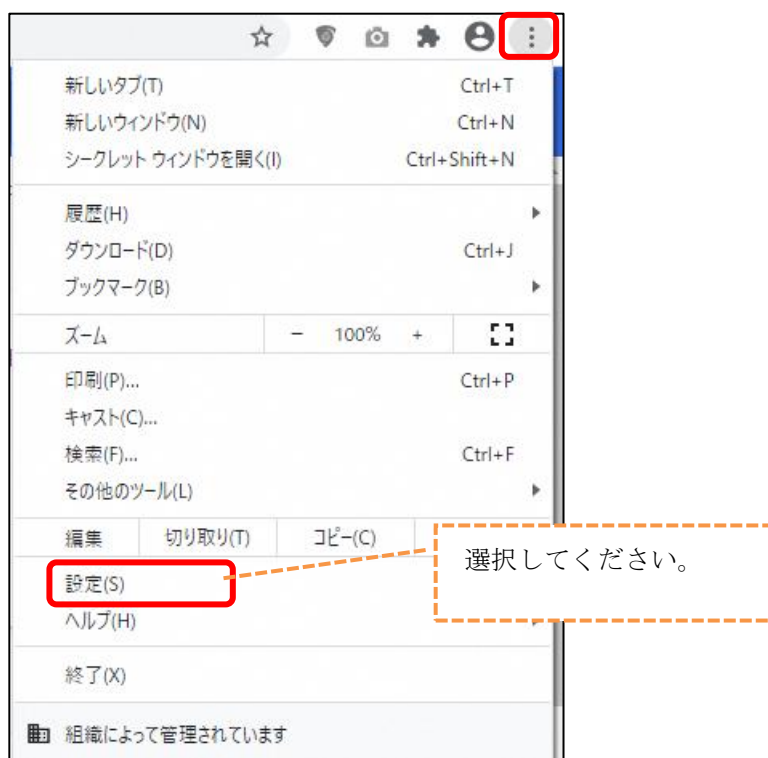 新しいタブ(T) Ctrl+T
新しいウィンドウ(N) Ctrl+N
シークレット ウィンドウを開く(I) Ctrl+Shift+N
履歴(H)
ダウンロード(D) Ctrl+J
ブックマーク(B)
ズーム - 100% +
印刷(P)... Ctrl+P
キャスト(C)...
検索(F)... Ctrl+F
その他のツール(L)
編集 切り取り(T) コピー(C)
選択してください。
設定(S)
ヘルプ(H)
終了(X)
組織によって管理されています